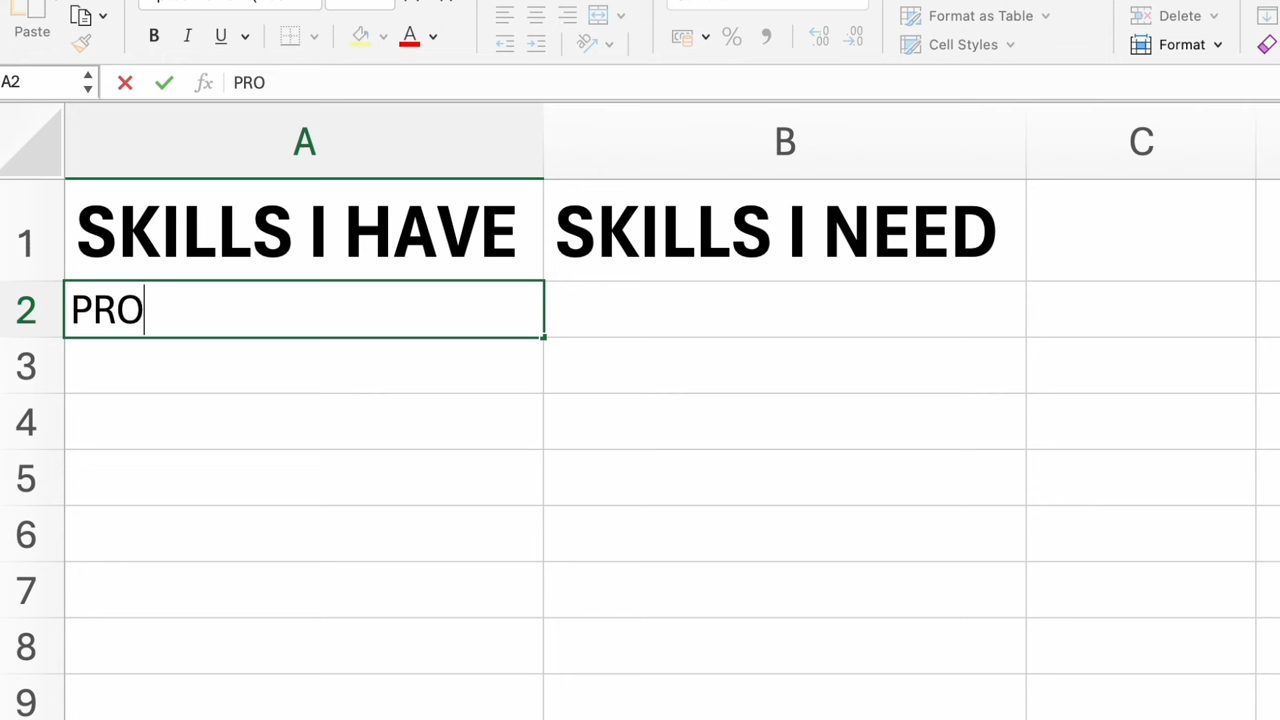 Paste
B I U A
% ,
Format as Table
Cell Styles
Delete
Format
A2
fx PRO
A B C
1 SKILLS I HAVE SKILLS I NEED
2 PRO
3
4
5
6
7
8
9